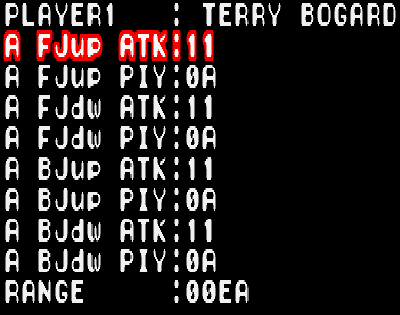 PLAYER1 : TERRY BOGARD
A FJup ATK:11
A FJup PIY:0A
A FJdw ATK:11
A FJdw PIY:0A
A BJup ATK:11
A BJup PIY:0A
A BJdw ATK:11
A BJdw PIY:0A
RANGE :00EA